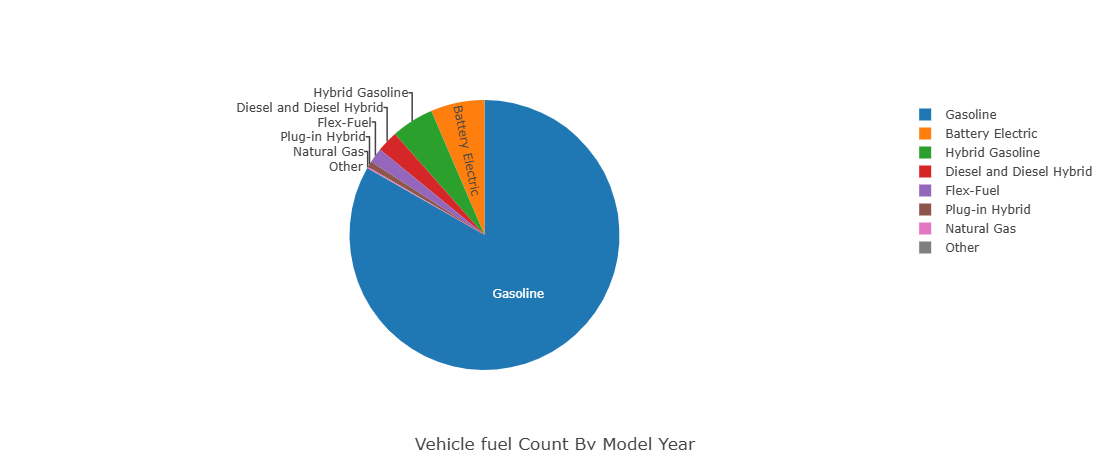 Hybrid Gasoline
Diesel and Diesel Hybrid
Flex-Fuel
Plug-in Hybrid
Natural Gas
Other
Battery Electric
Gasoline
Gasoline
Battery Electric
Hybrid Gasoline
Diesel and Diesel Hybrid
Flex-Fuel
Plug-in Hybrid
Natural Gas
Other
Vehicle fuel Count By Model Year